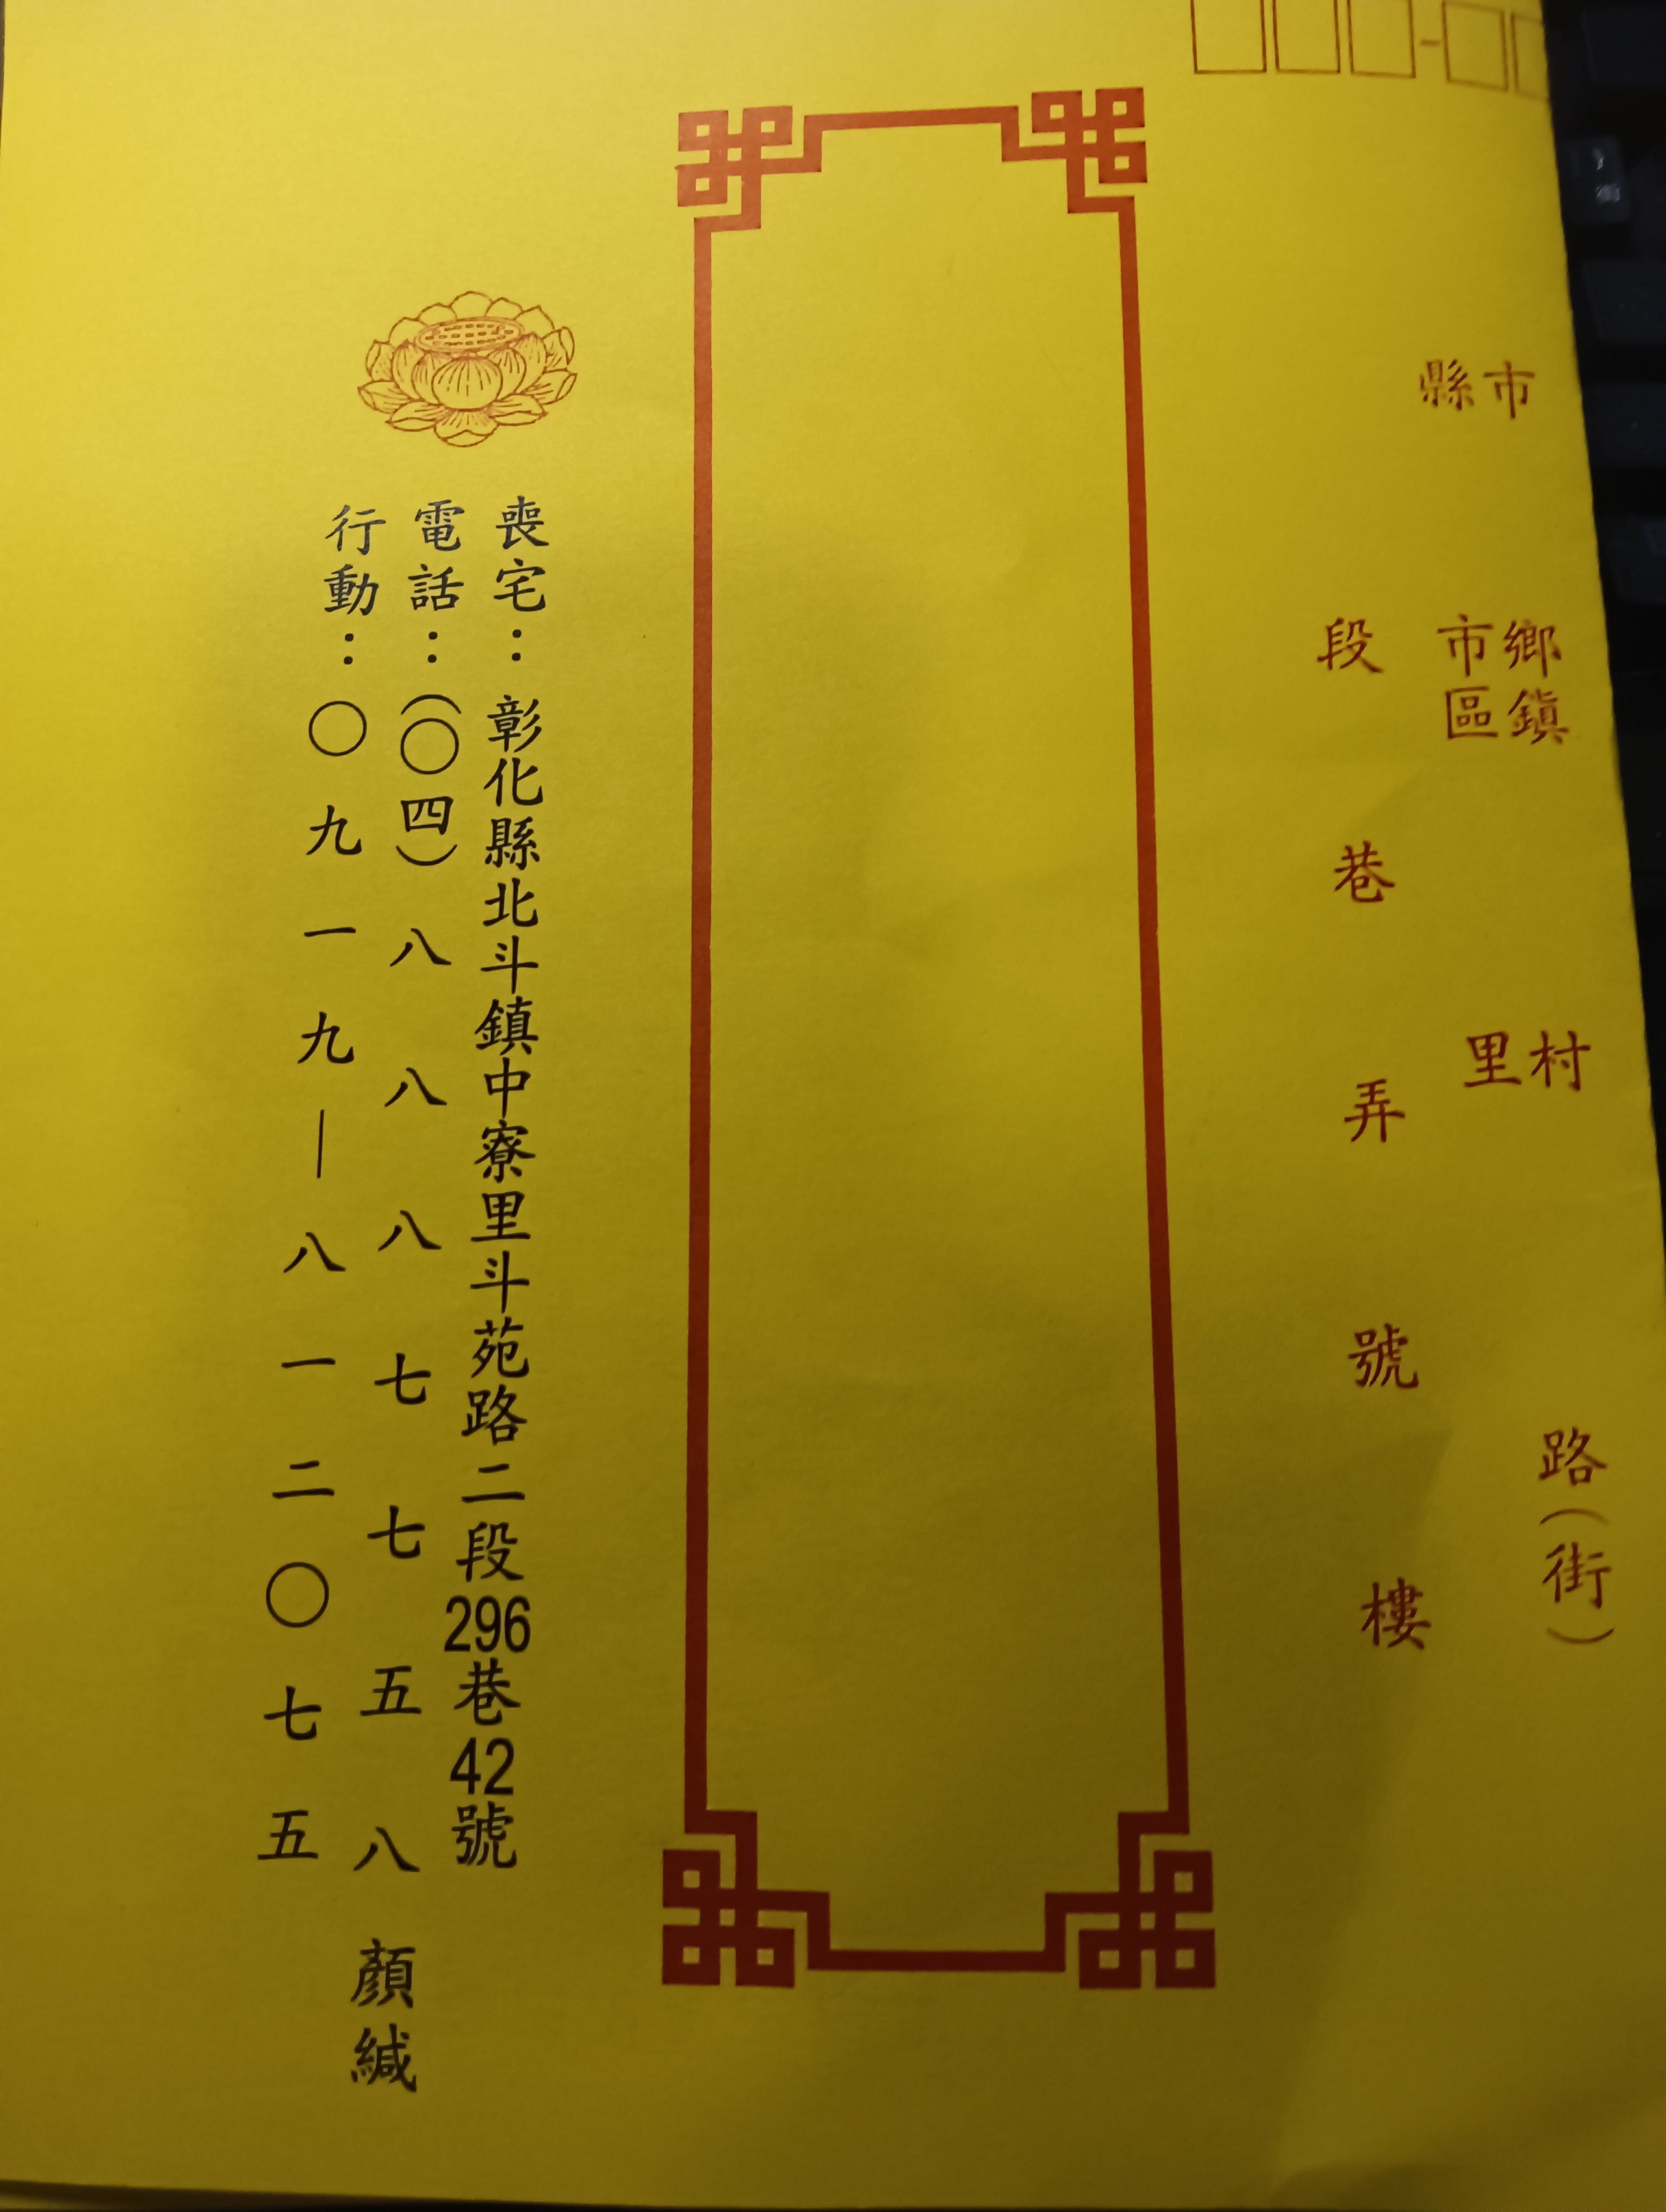 縣市
鄉鎮
市區
村里
路(街)
段 巷 弄 號 樓
喪宅：彰化縣北斗鎮中寮里斗苑路二段296巷42號
電話：(〇四)八八八七七五八 顏緘
行動：〇九一九—八一二〇七五